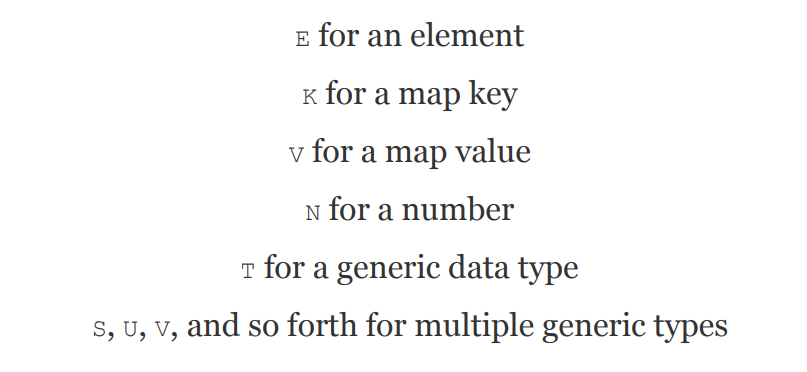 E for an element
K for a map key
V for a map value
N for a number
T for a generic data type
S, U, V, and so forth for multiple generic types